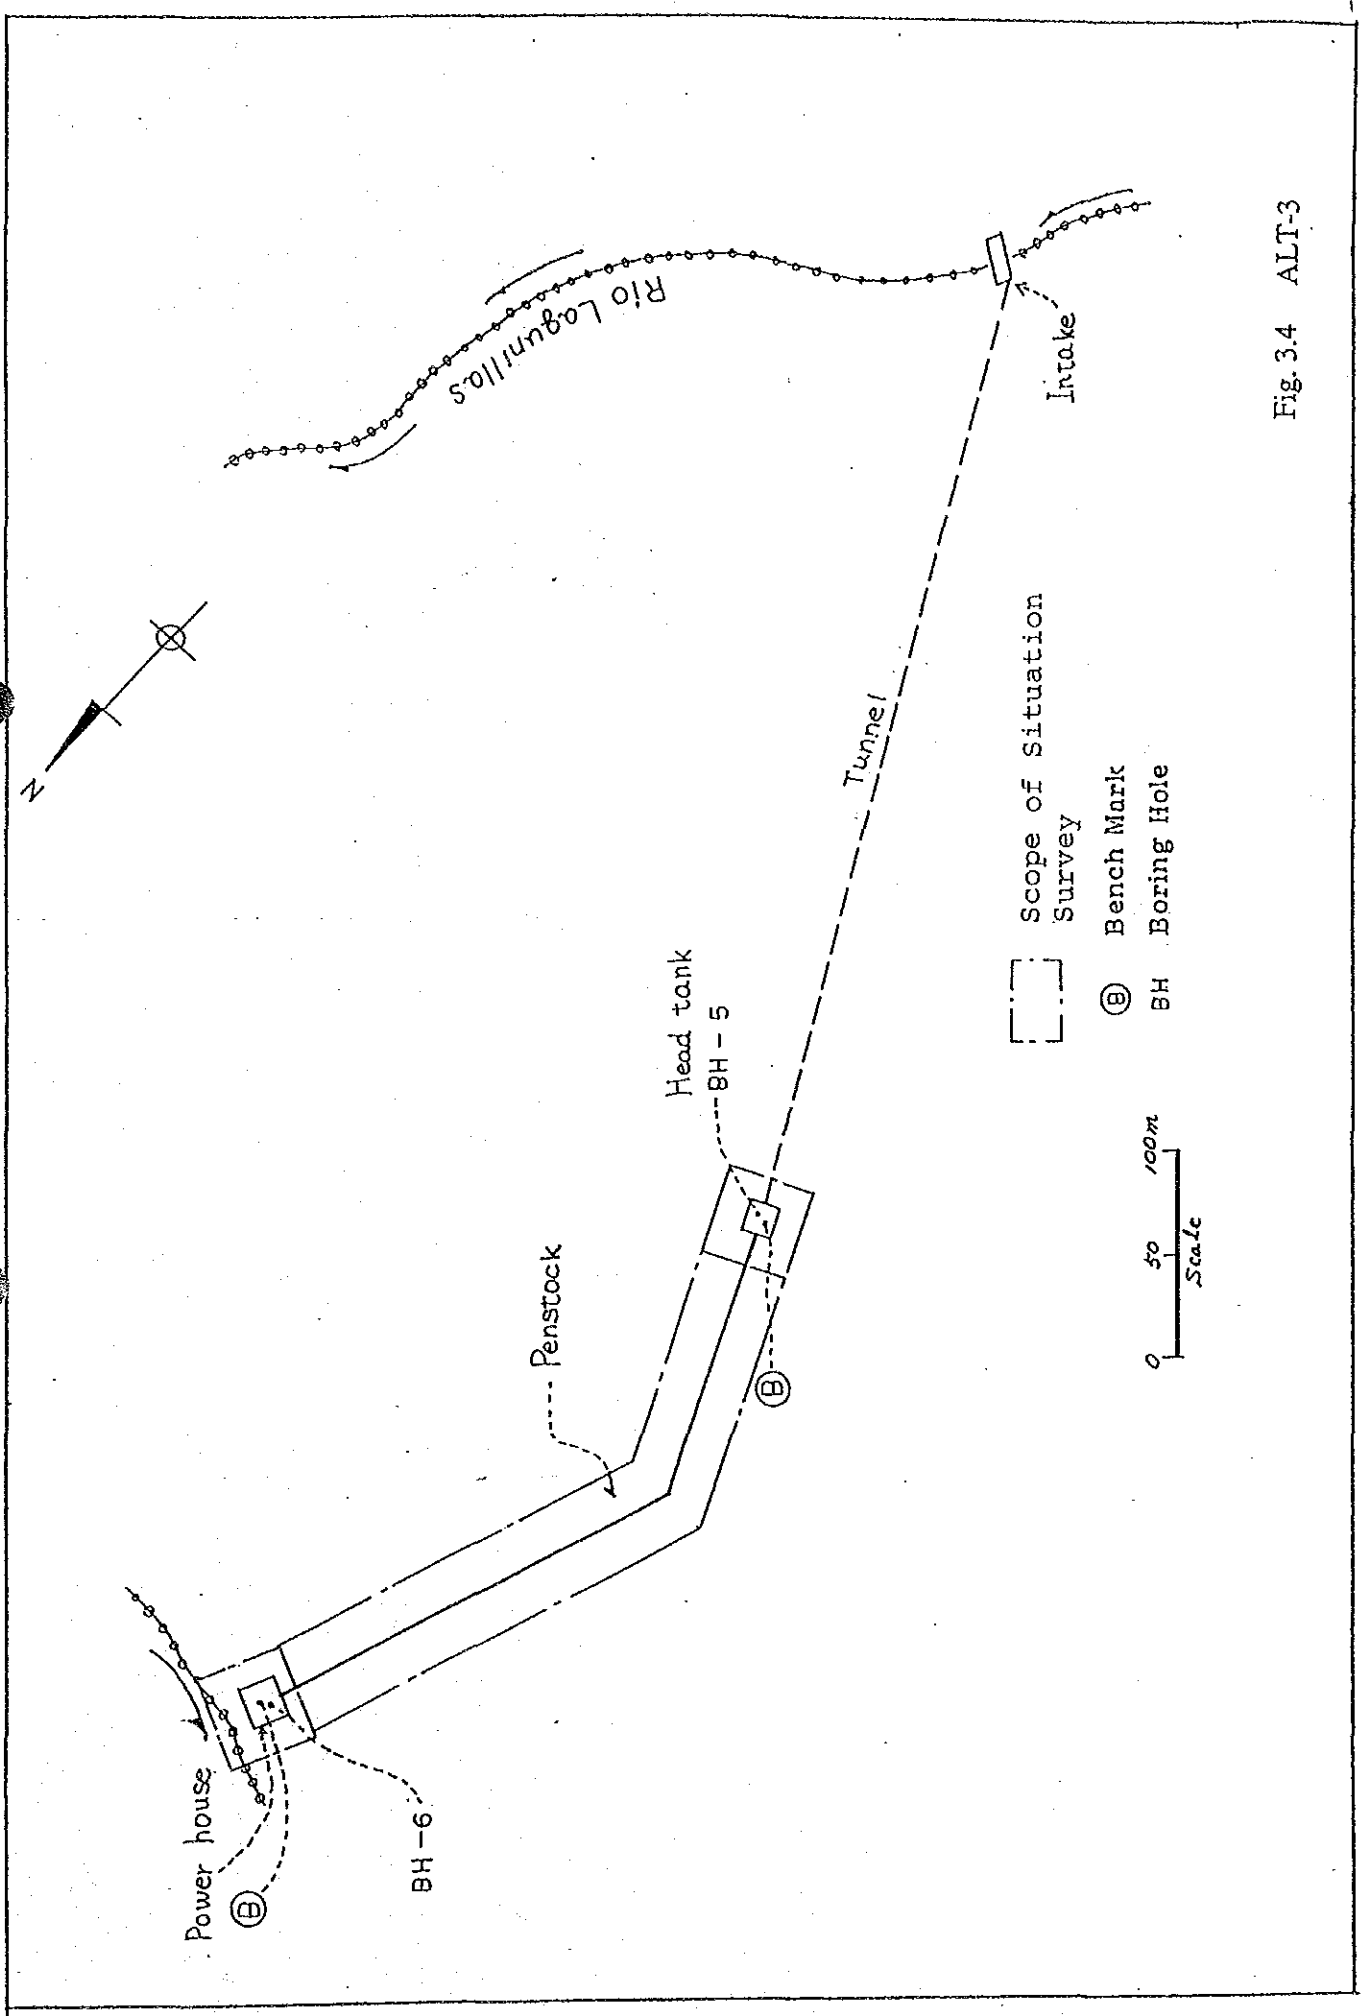 N
Rio Lagunillas
Intake
Tunnel
Head tank
BH-5
B
Penstock
Power house
B
BH-6
Scope of Situation
Survey
B Bench Mark
BH Boring Hole
0 50 100m
Scale
Fig. 3.4 ALT-3